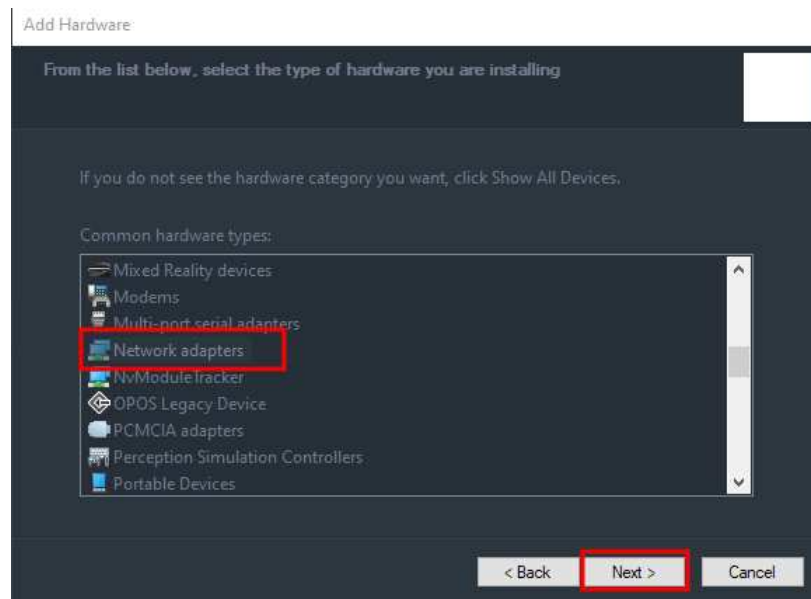 Add Hardware
From the list below, select the type of hardware you are installing
If you do not see the hardware category you want, click Show All Devices.
Common hardware types:
Mixed Reality devices
Modems
Multi-port serial adapters
Network adapters
NvModuleTracker
OPOS Legacy Device
PCMCIA adapters
Perception Simulation Controllers
Portable Devices
< Back Next > Cancel